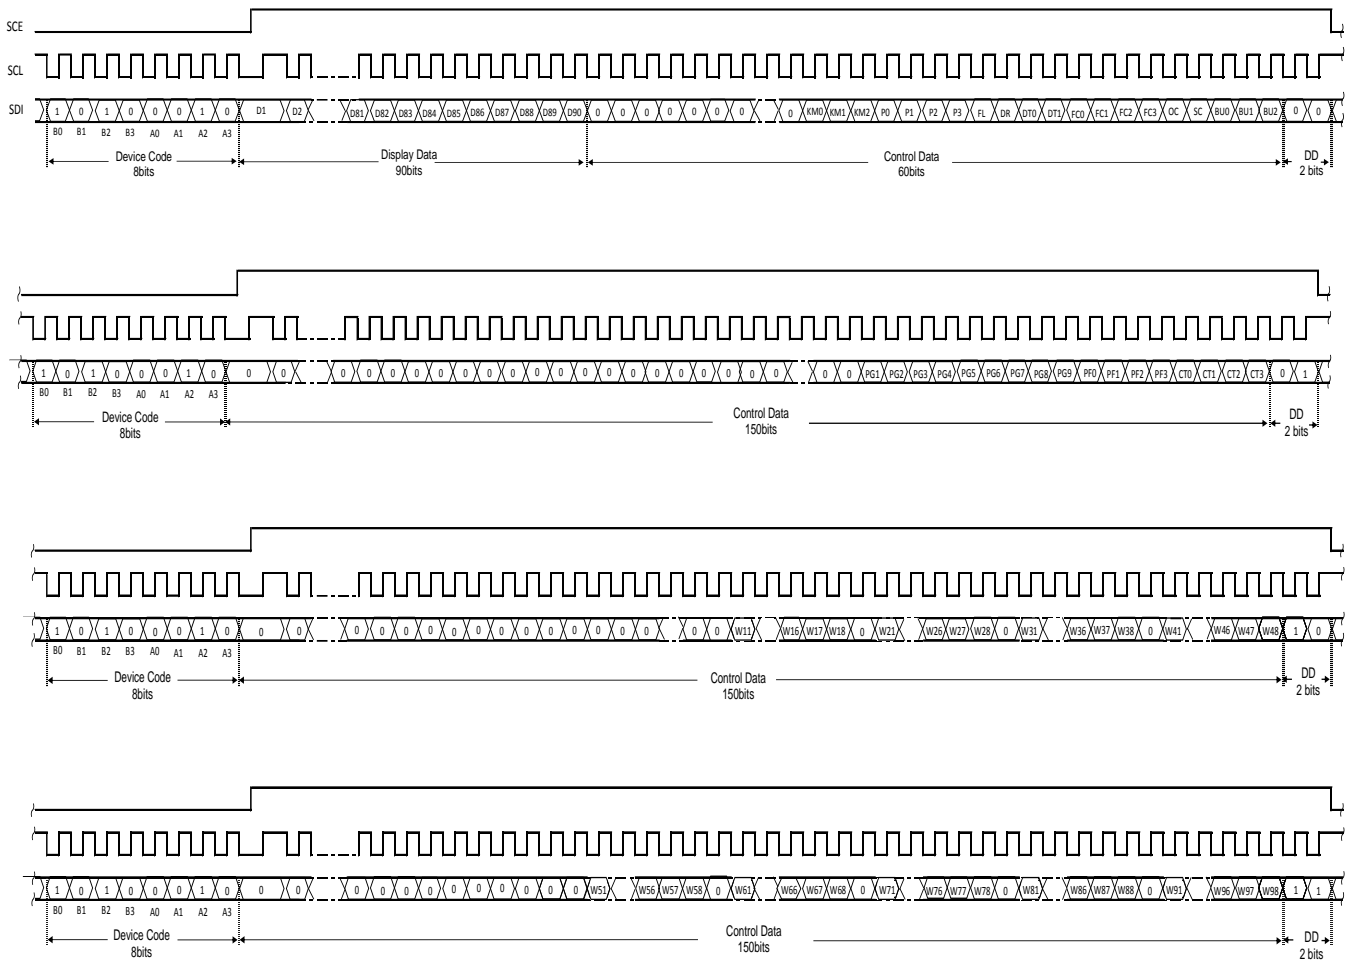 SCE
SCL
SDI 1 0 1 0 0 0 1 0 D1 D2 D81 D82 D83 D84 D85 D86 D87 D88 D89 D90 0 0 0 0 0 0 0 0 KM0 KM1 KM2 P0 P1 P2 P3 FL DR DT0 DT1 FC0 FC1 FC2 FC3 OC SC BU0 BU1 BU2 0 0
B0 B1 B2 B3 A0 A1 A2 A3
Device Code Display Data Control Data DD
8bits 90bits 60bits 2 bits
1 0 1 0 0 0 1 0 0 0 0 0 0 0 0 0 0 0 0 0 0 0 0 0 0 0 0 0 0 0 0 PG1 PG2 PG3 PG4 PG5 PG6 PG7 PG8 PG9 PF0 PF1 PF2 PF3 CT0 CT1 CT2 CT3 0 1
B0 B1 B2 B3 A0 A1 A2 A3
Device Code Control Data DD
8bits 150bits 2 bits
1 0 1 0 0 0 1 0 0 0 0 0 0 0 0 0 0 0 0 0 0 0 0 0 0 W11 W16 W17 W18 0 W21 W26 W27 W28 0 W31 W36 W37 W38 0 W41 W46 W47 W48 1 0
B0 B1 B2 B3 A0 A1 A2 A3
Device Code Control Data DD
8bits 150bits 2 bits
1 0 1 0 0 0 1 0 0 0 0 0 0 0 0 0 0 0 0 0 W51 W56 W57 W58 0 W61 W66 W67 W68 0 W71 W76 W77 W78 0 W81 W86 W87 W88 0 W91 W96 W97 W98 1 1
B0 B1 B2 B3 A0 A1 A2 A3
Device Code Control Data DD
8bits 150bits 2 bits